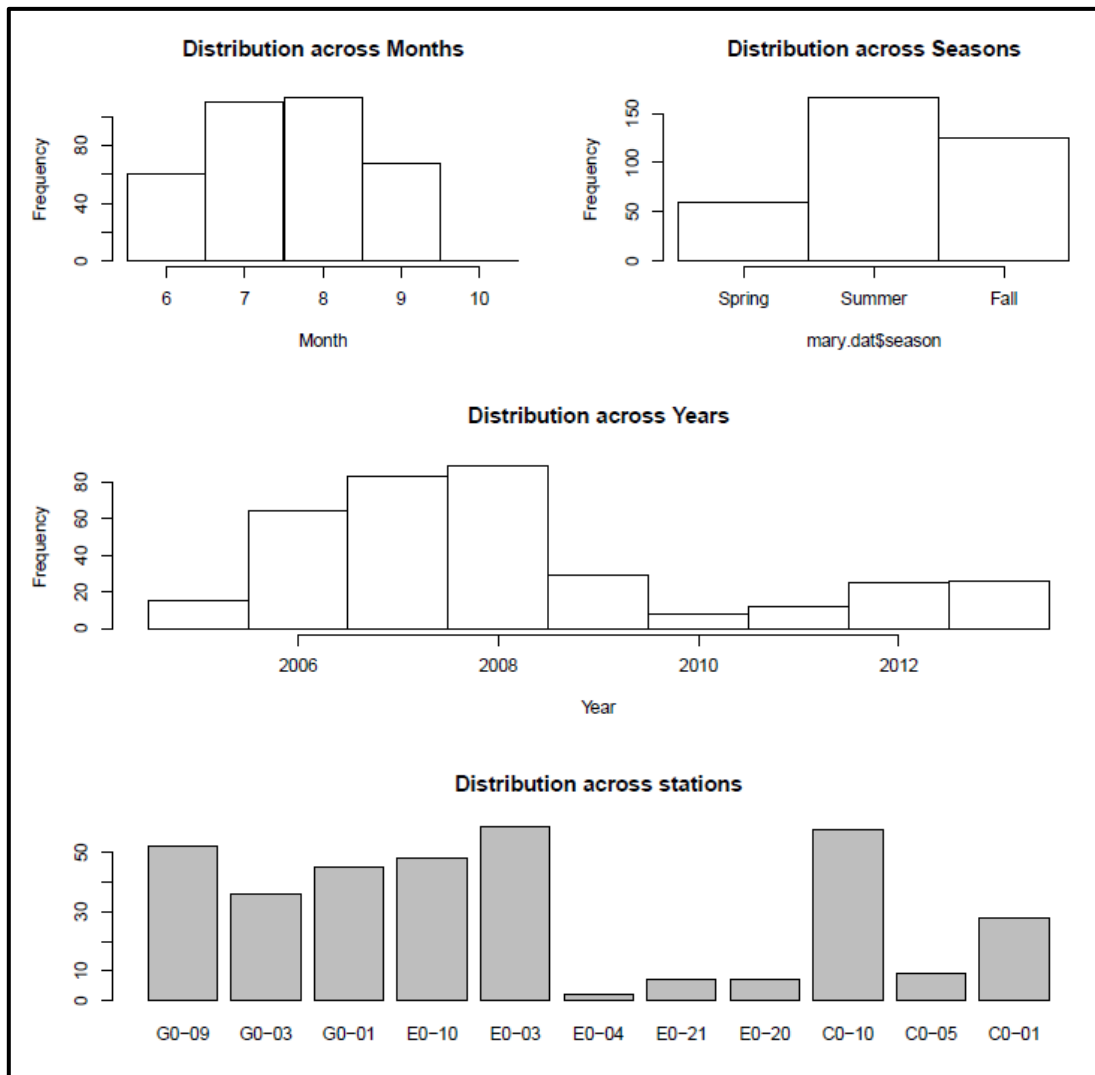 Distribution across Months
Frequency
0 40 80
6 7 8 9 10
Month
Distribution across Seasons
Frequency
0 50 100 150
Spring Summer Fall
mary.dat$season
Distribution across Years
Frequency
0 20 40 60 80
2006 2008 2010 2012
Year
Distribution across stations
0 10 30 50
G0−09 G0−03 G0−01 E0−10 E0−03 E0−04 E0−21 E0−20 C0−10 C0−05 C0−01